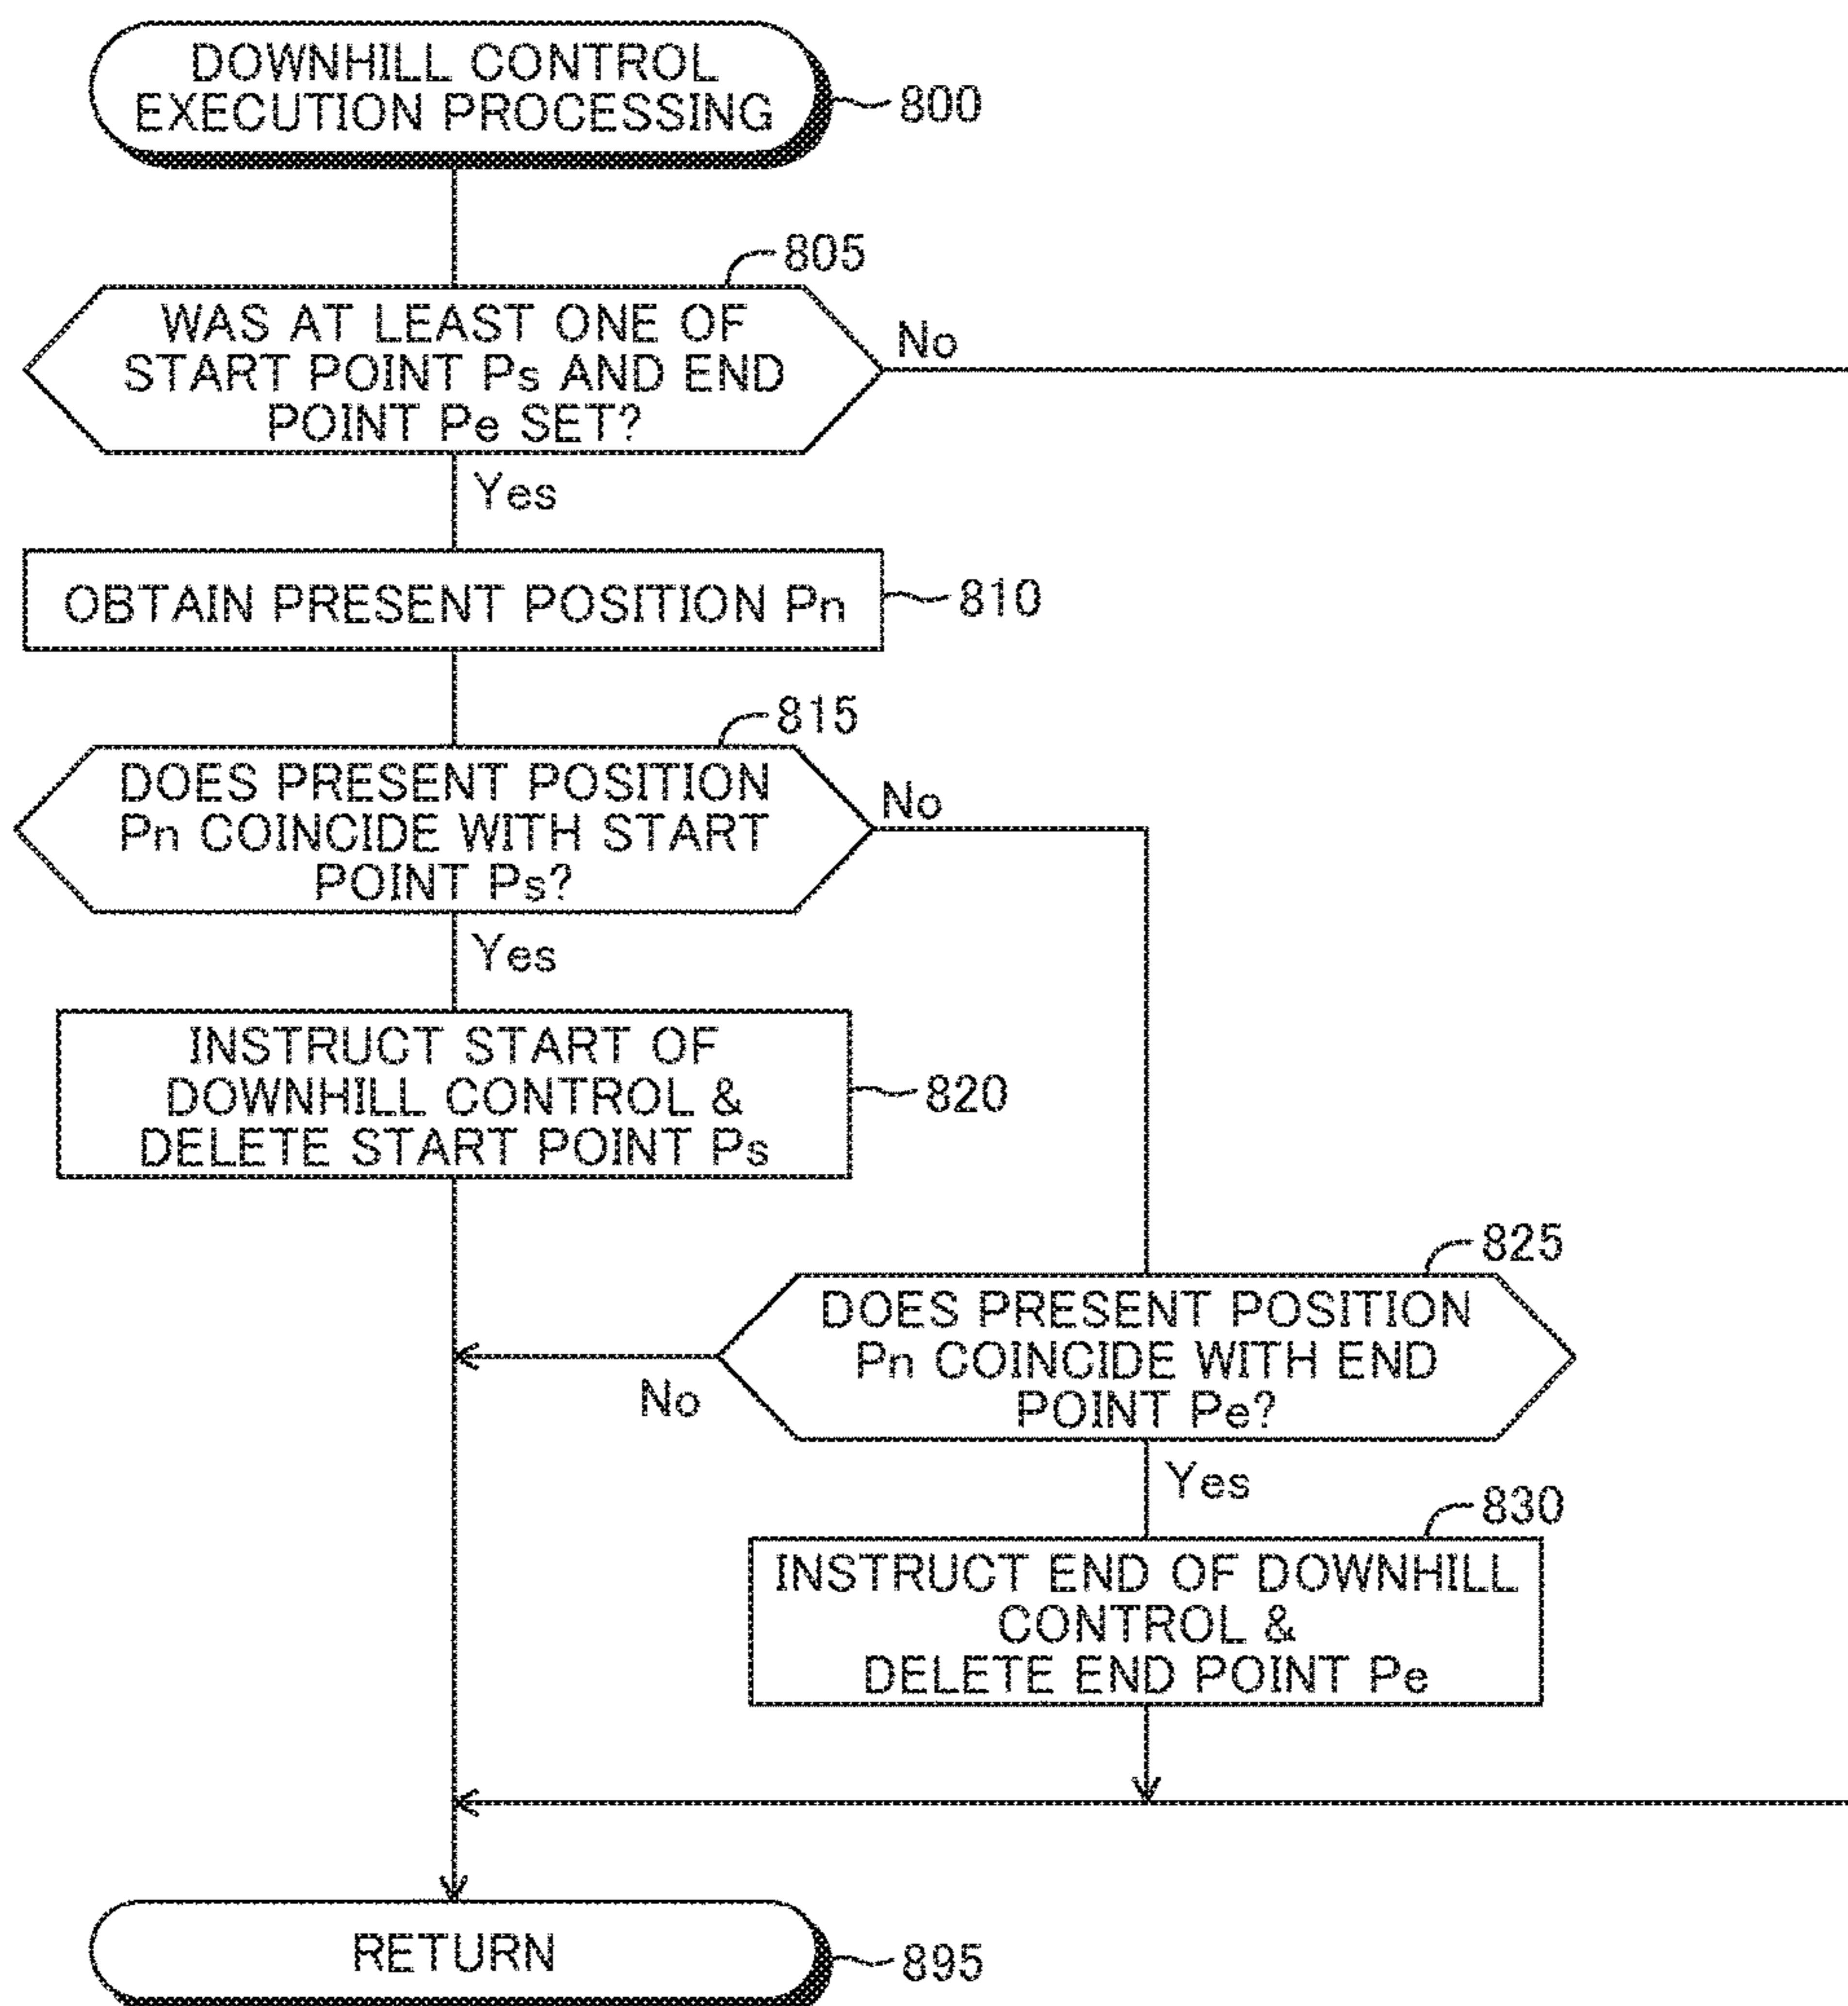 DOWNHILL CONTROL
EXECUTION PROCESSING
800
805
WAS AT LEAST ONE OF
START POINT Ps AND END
POINT Pe SET?
No
Yes
OBTAIN PRESENT POSITION Pn
810
815
DOES PRESENT POSITION
Pn COINCIDE WITH START
POINT Ps?
No
Yes
INSTRUCT START OF
DOWNHILL CONTROL &
DELETE START POINT Ps
820
825
DOES PRESENT POSITION
Pn COINCIDE WITH END
POINT Pe?
No
Yes
830
INSTRUCT END OF DOWNHILL
CONTROL &
DELETE END POINT Pe
RETURN
895